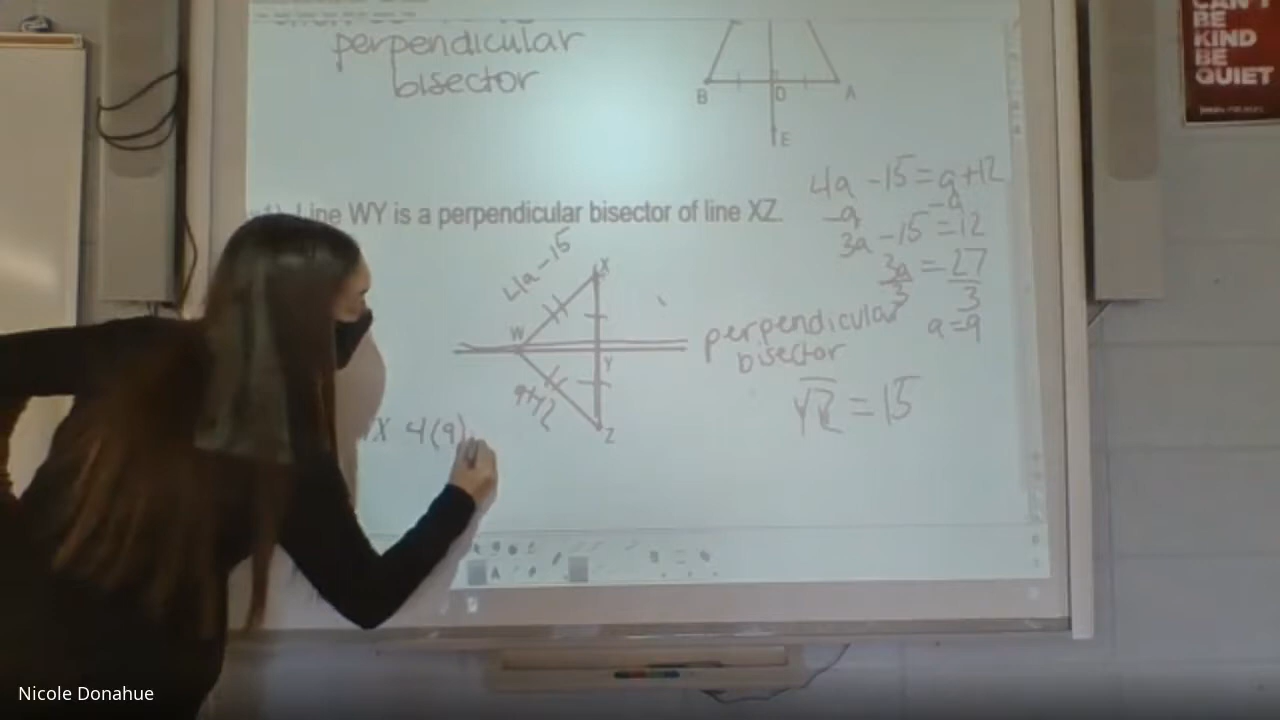 perpendicular
bisector
B D A
E
CAN'T
BE
KIND
BE
QUIET
Line WY is a perpendicular bisector of line XZ.
4a - 15 = a + 12
-a -a
3a - 15 = 12
3a = 27
3 3
a = 9
4a - 15
X
W
Y
Z
perpendicular
bisector
YZ = 15
X 4(9)
A
Nicole Donahue